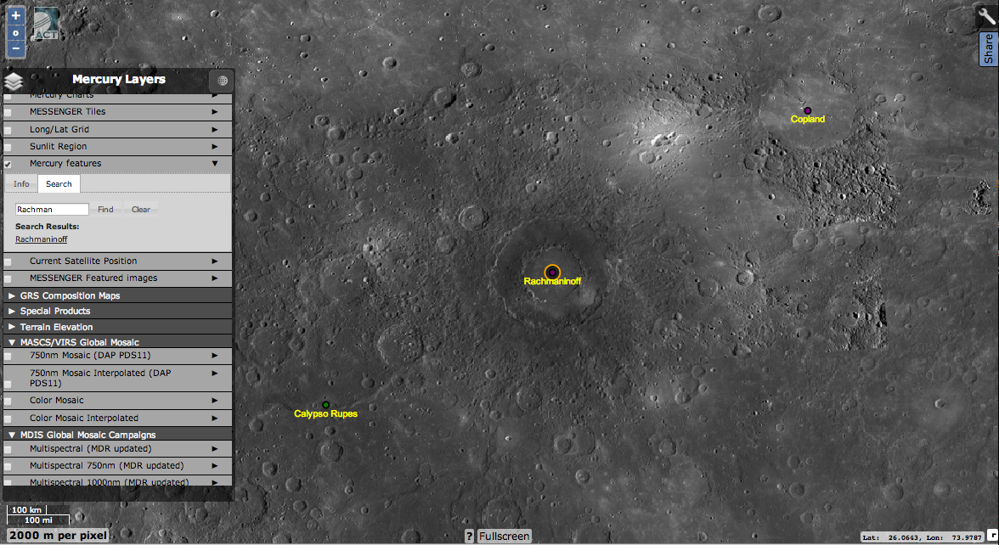 +
o
−
ACT
Share
Mercury Layers
Mercury Charts
MESSENGER Tiles
Long/Lat Grid
Sunlit Region
Mercury features
Info Search
Rachman Find Clear
Search Results:
Rachmaninoff
Current Satellite Position
MESSENGER Featured images
GRS Composition Maps
Special Products
Terrain Elevation
MASCS/VIRS Global Mosaic
750nm Mosaic (DAP PDS11)
750nm Mosaic Interpolated (DAP
PDS11)
Color Mosaic
Color Mosaic Interpolated
MDIS Global Mosaic Campaigns
Multispectral (MDR updated)
Multispectral 750nm (MDR updated)
Multispectral 1000nm (MDR updated)
Copland
Rachmaninoff
Calypso Rupes
100 km
100 mi
2000 m per pixel
? Fullscreen
Lat: 26.0643, Lon: 73.9787